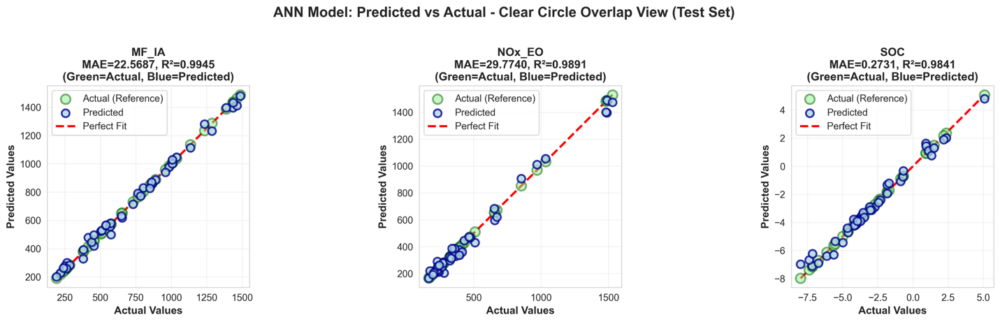 ANN Model: Predicted vs Actual - Clear Circle Overlap View (Test Set)
MF_IA
MAE=22.5687, R²=0.9945
(Green=Actual, Blue=Predicted)
Actual (Reference)
Predicted
Perfect Fit
Predicted Values
1400
1200
1000
800
600
400
200
250
500
750
1000
1250
1500
Actual Values
NOx_EO
MAE=29.7740, R²=0.9891
(Green=Actual, Blue=Predicted)
Actual (Reference)
Predicted
Perfect Fit
Predicted Values
1400
1200
1000
800
600
400
200
500
1000
1500
Actual Values
SOC
MAE=0.2731, R²=0.9841
(Green=Actual, Blue=Predicted)
Actual (Reference)
Predicted
Perfect Fit
Predicted Values
4
2
0
−2
−4
−6
−8
−7.5
−5.0
−2.5
0.0
2.5
5.0
Actual Values